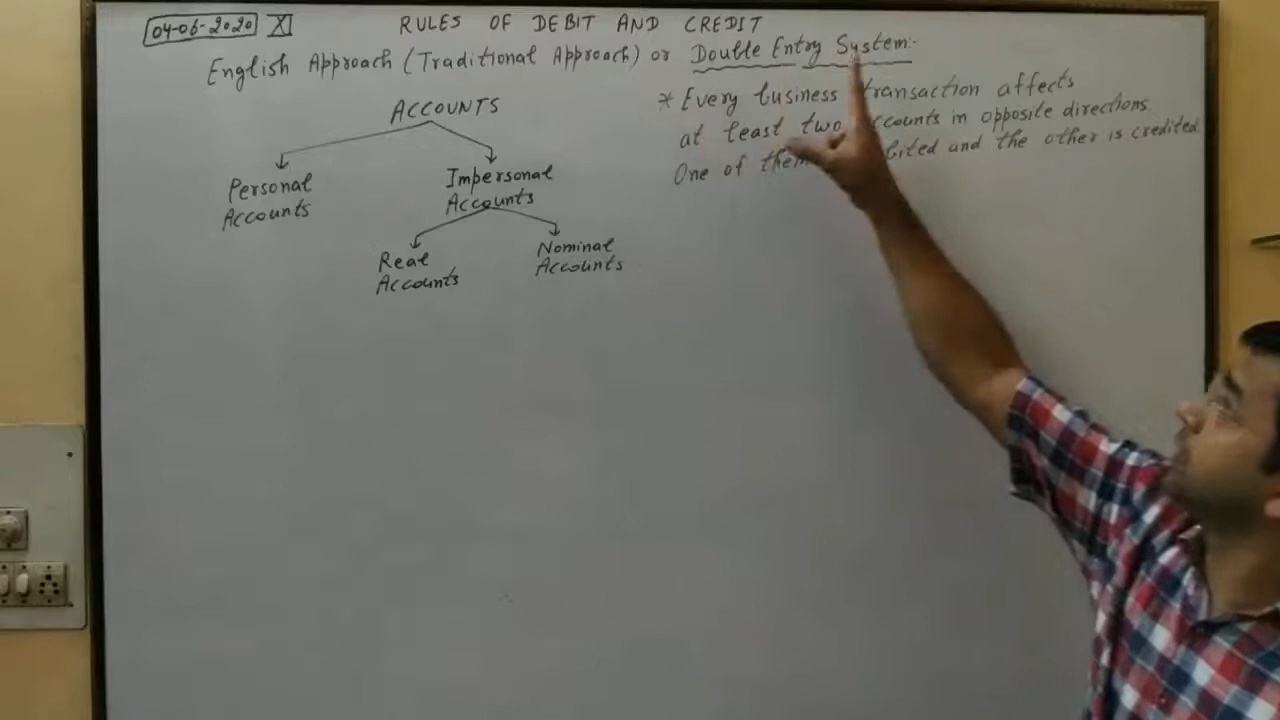 04-06-2020 XI
RULES OF DEBIT AND CREDIT
English Approach (Traditional Approach) or Double Entry System:-
ACCOUNTS
Personal
Accounts
Impersonal
Accounts
Real
Accounts
Nominal
Accounts
* Every business transaction affects
at least two accounts in opposite directions.
One of them bited and the other is credited.